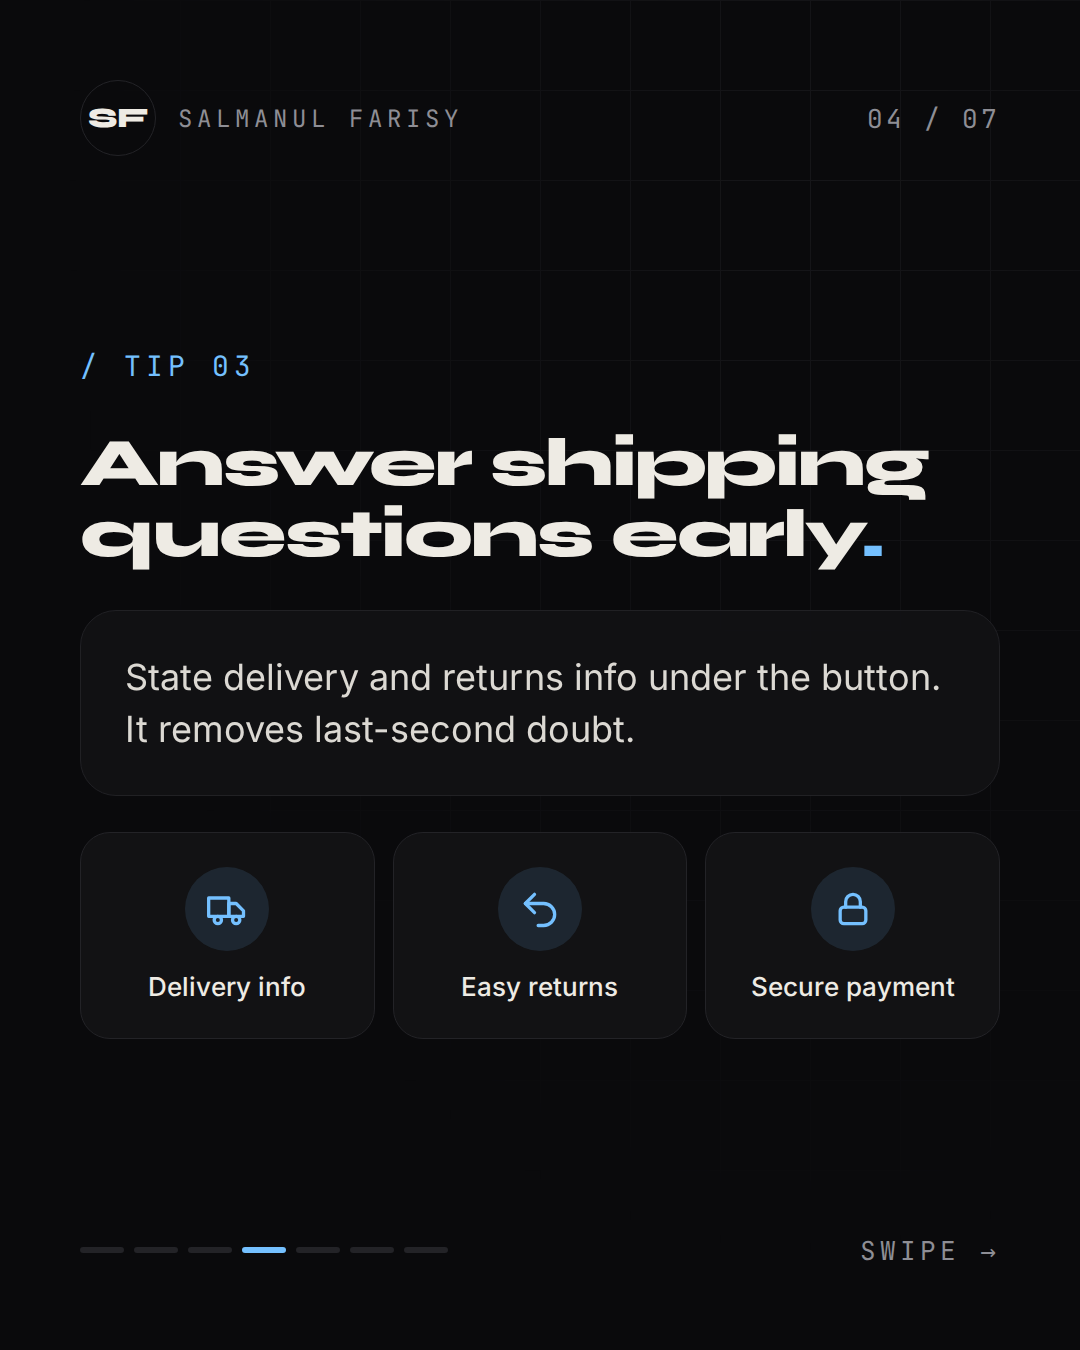 SF
SALMANUL FARISY
04 / 07
/ TIP 03
Answer shipping
questions early.
State delivery and returns info under the button.
It removes last-second doubt.
Delivery info
Easy returns
Secure payment
SWIPE →